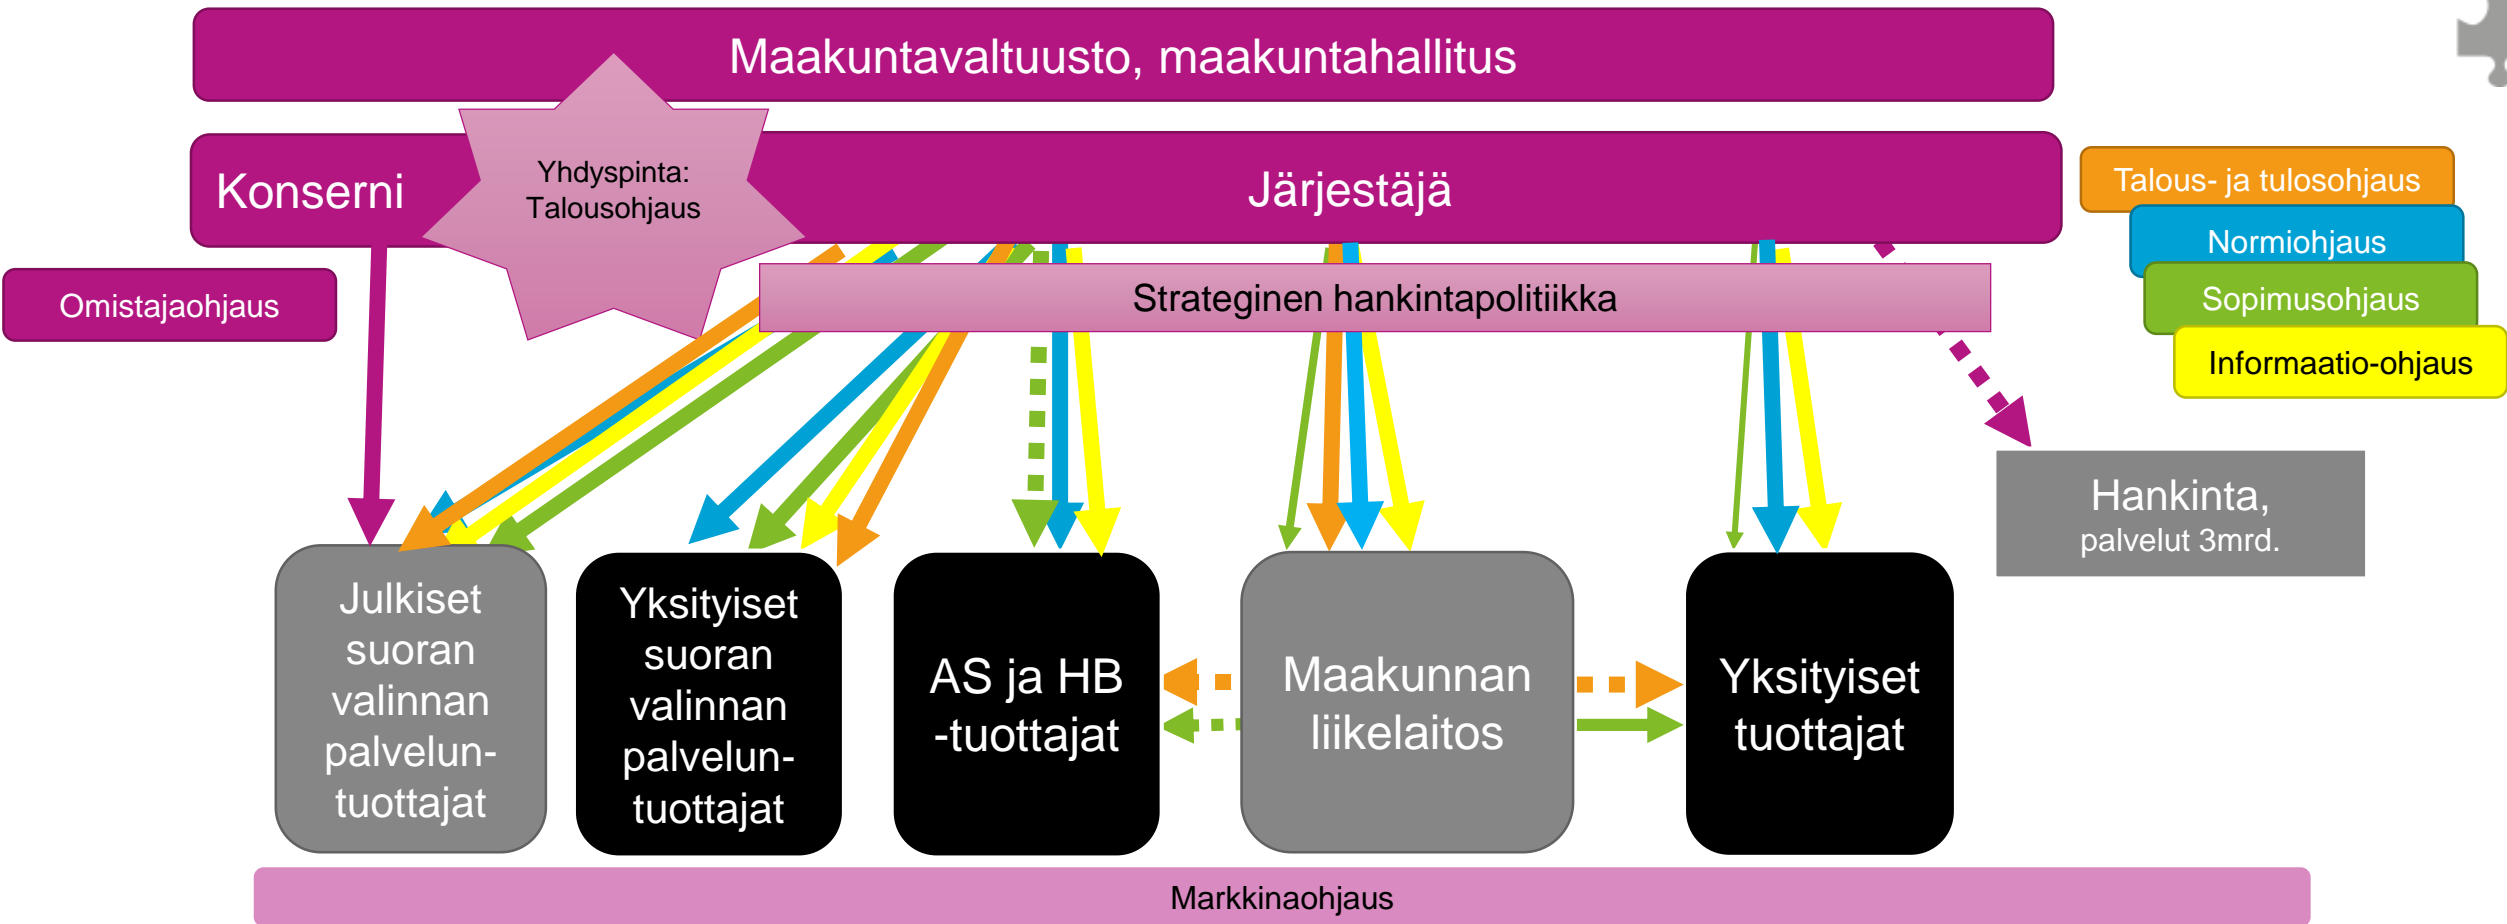 Maakuntavaltuusto, maakuntahallitus
Konserni
Yhdyspinta:
Talousohjaus
Järjestäjä
Talous- ja tulosohjaus
Normiohjaus
Sopimusohjaus
Informaatio-ohjaus
Omistajaohjaus
Strateginen hankintapolitiikka
Hankinta,
palvelut 3mrd.
Julkiset
suoran
valinnan
palvelun-
tuottajat
Yksityiset
suoran
valinnan
palvelun-
tuottajat
AS ja HB
-tuottajat
Maakunnan
liikelaitos
Yksityiset
tuottajat
Markkinaohjaus